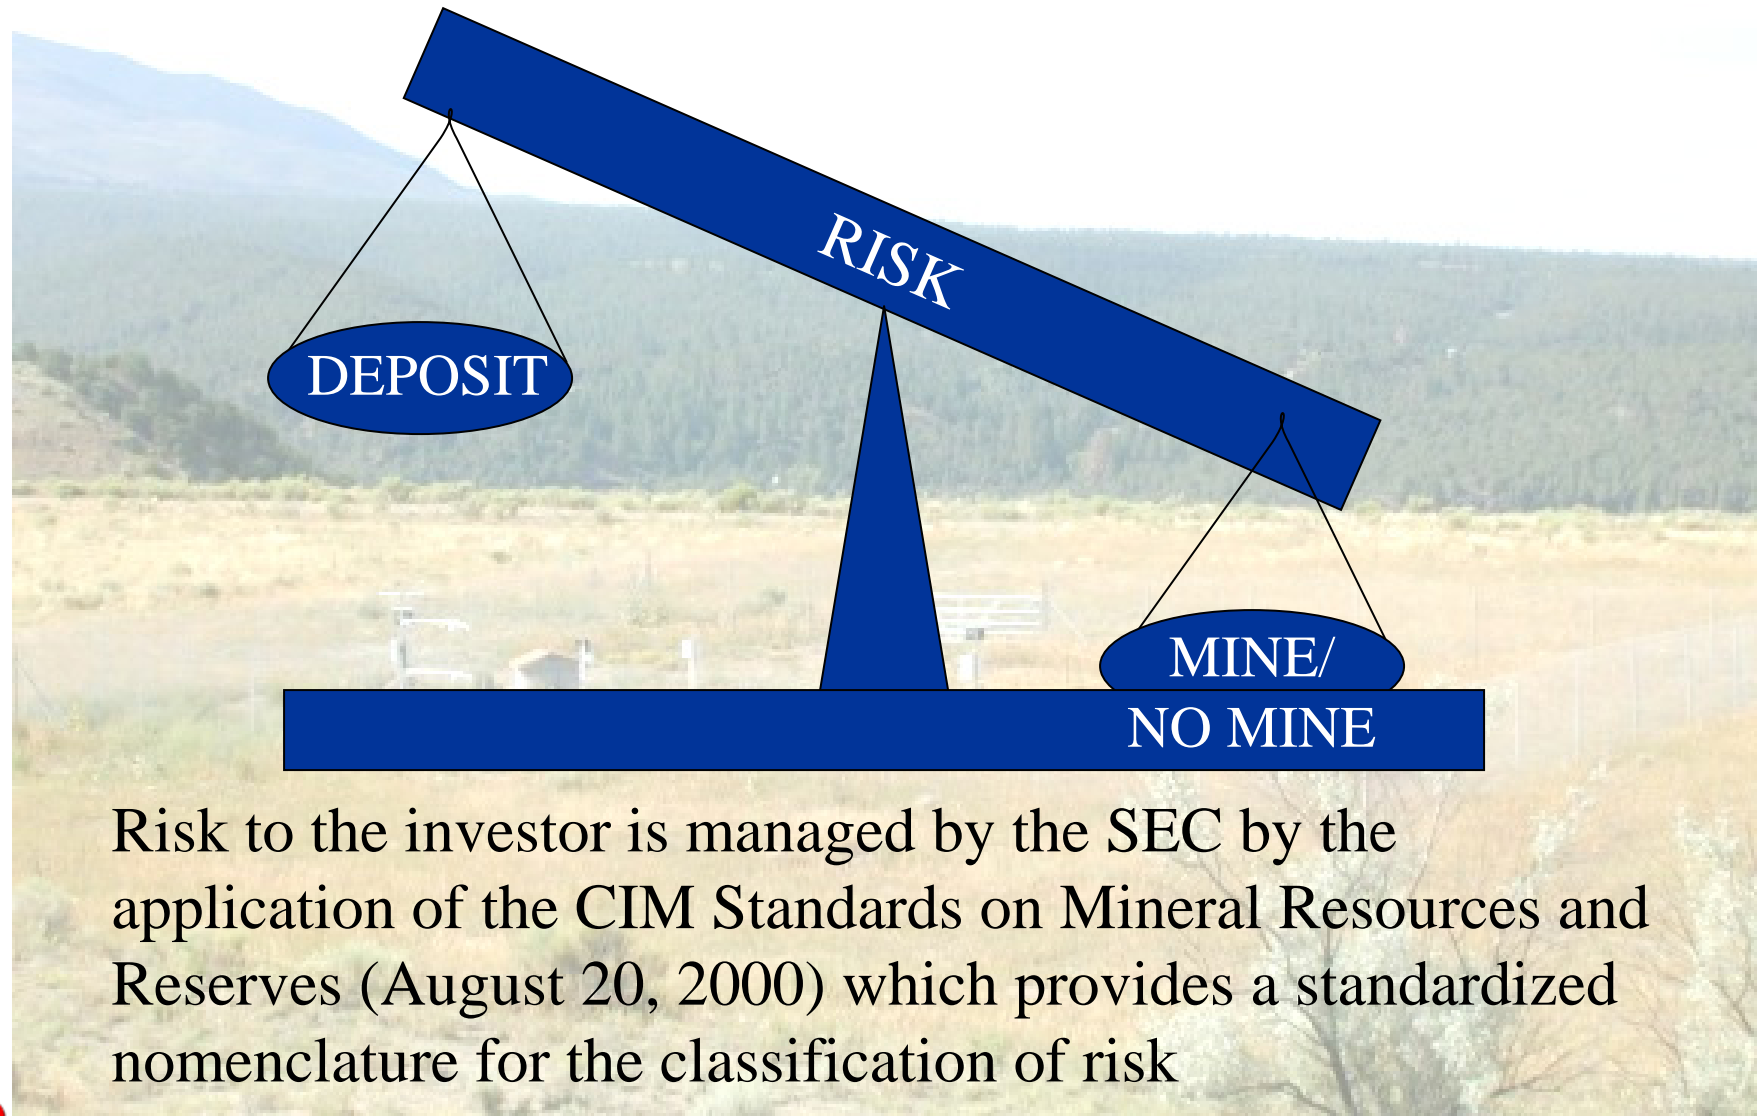 RISK
DEPOSIT
MINE/
NO MINE
Risk to the investor is managed by the SEC by the
application of the CIM Standards on Mineral Resources and
Reserves (August 20, 2000) which provides a standardized
nomenclature for the classification of risk